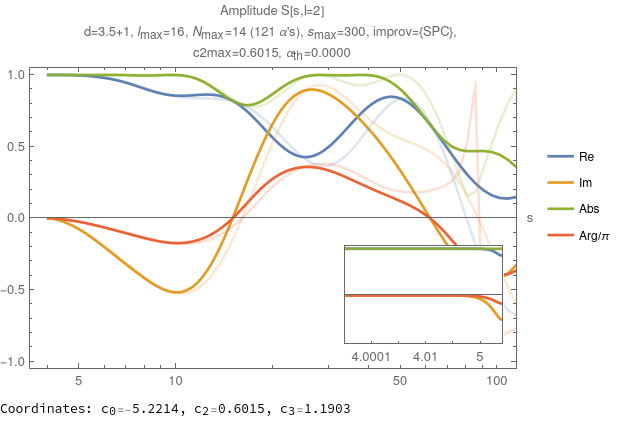 Amplitude S[s,l=2]
d=3.5+1, lmax=16, Nmax=14 (121 α's), smax=300, improv={SPC},
c2max=0.6015, αth=0.0000
1.0
0.5
0.0
−0.5
−1.0
s
Re
Im
Abs
Arg/π
4.0001 4.01 5
5 10 50 100
Coordinates: c0=-5.2214, c2=0.6015, c3=1.1903